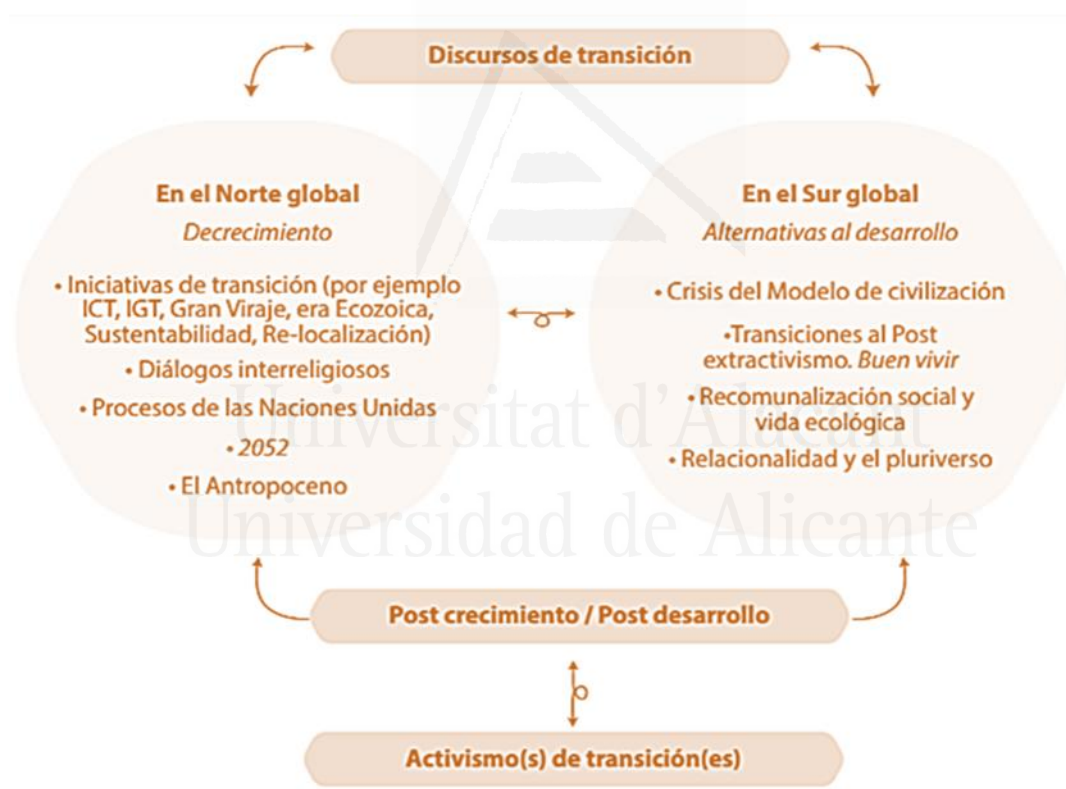 Discursos de transición
En el Norte global
Decrecimiento
• Iniciativas de transición (por ejemplo
ICT, IGT, Gran Viraje, era Ecozoica,
Sustentabilidad, Re-localización)
• Diálogos interreligiosos
• Procesos de las Naciones Unidas
• 2052
• El Antropoceno
En el Sur global
Alternativas al desarrollo
• Crisis del Modelo de civilización
•Transiciones al Post
extractivismo. Buen vivir
• Recomunalización social y
vida ecológica
• Relacionalidad y el pluriverso
Universitat d'Alacant
Universidad de Alicante
Post crecimiento / Post desarrollo
Activismo(s) de transición(es)